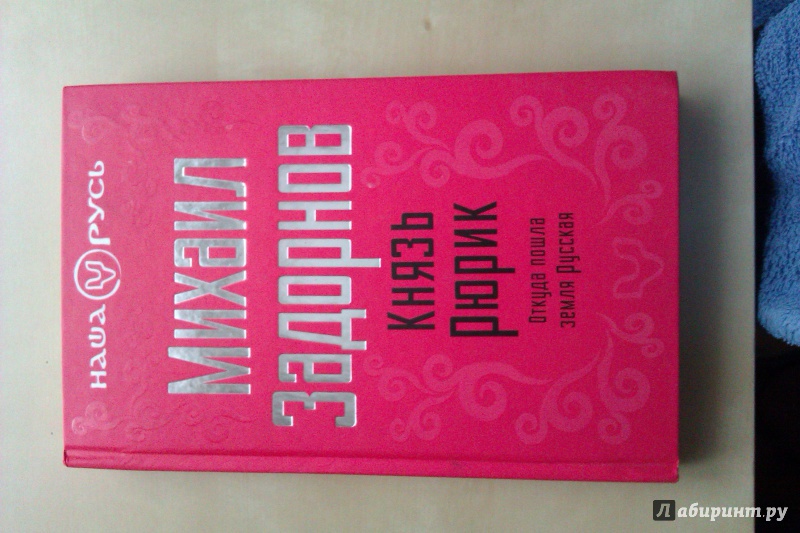 наша РУСЬ
Михаил
Задорнов
Князь
Рюрик
Откуда пошла
земля Русская
Лабиринт.ру